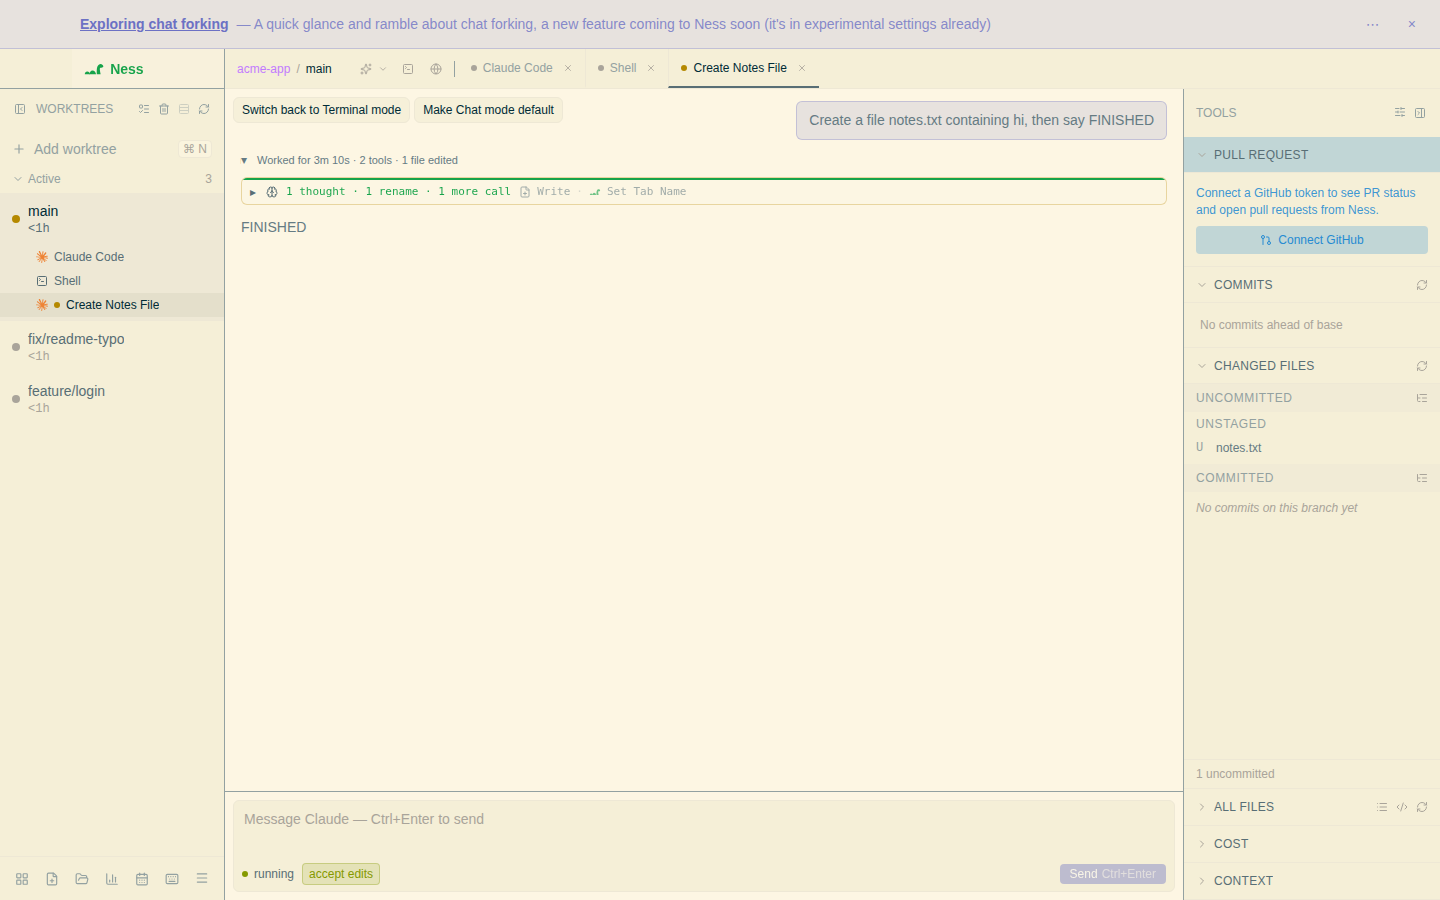 Exploring chat forking — A quick glance and ramble about chat forking, a new feature coming to Ness soon (it's in experimental settings already)
Ness
acme-app / main
Claude Code
Shell
Create Notes File
WORKTREES
Add worktree
⌘ N
Active
3
main
<1h
Claude Code
Shell
Create Notes File
fix/readme-typo
<1h
feature/login
<1h
Switch back to Terminal mode
Make Chat mode default
Create a file notes.txt containing hi, then say FINISHED
Worked for 3m 10s · 2 tools · 1 file edited
1 thought · 1 rename · 1 more call Write · Set Tab Name
FINISHED
Message Claude — Ctrl+Enter to send
running
accept edits
Send Ctrl+Enter
TOOLS
PULL REQUEST
Connect a GitHub token to see PR status
and open pull requests from Ness.
Connect GitHub
COMMITS
No commits ahead of base
CHANGED FILES
UNCOMMITTED
UNSTAGED
U notes.txt
COMMITTED
No commits on this branch yet
1 uncommitted
ALL FILES
COST
CONTEXT